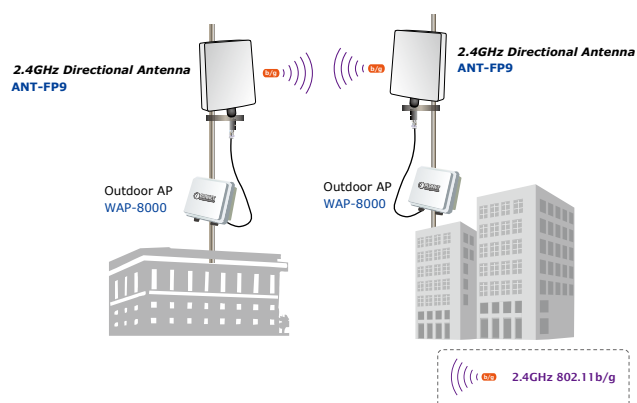 2.4GHz Directional Antenna
ANT-FP9
b/g
b/g
2.4GHz Directional Antenna
ANT-FP9
Outdoor AP
WAP-8000
Outdoor AP
WAP-8000
b/g
2.4GHz 802.11b/g